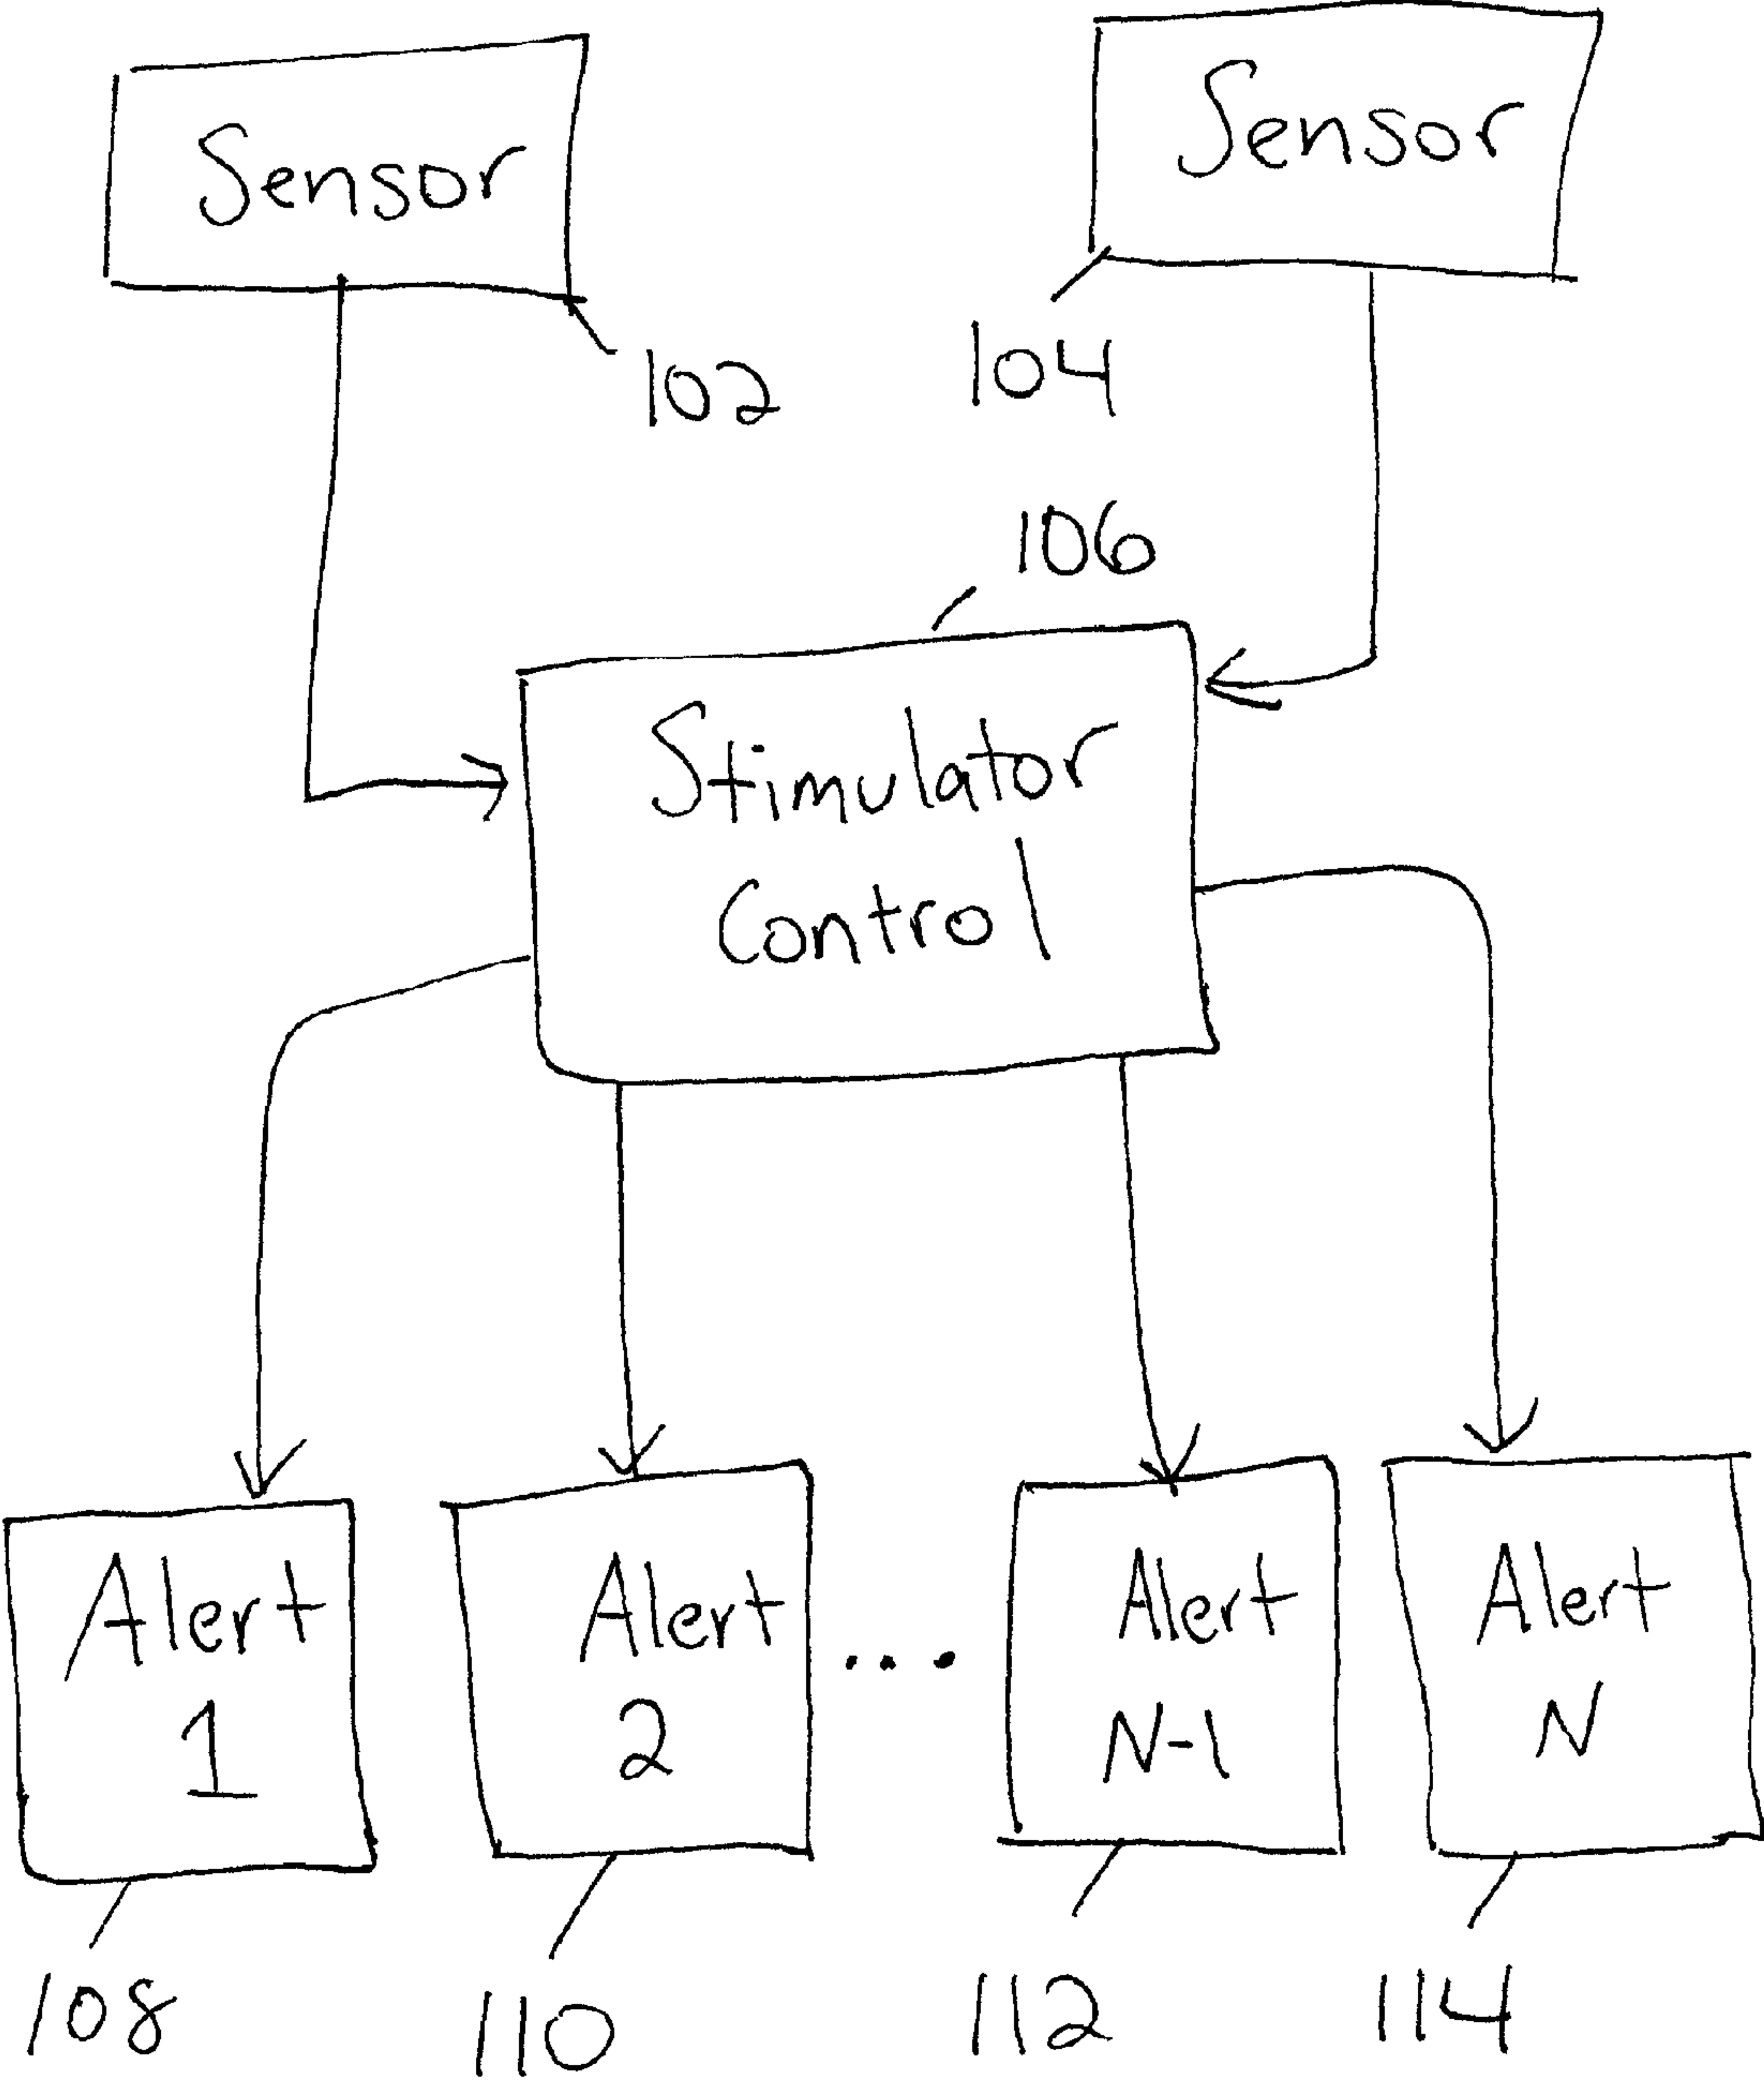 Sensor
Sensor
102
104
106
Stimulator
Control
Alert
1
Alert
2
...
Alert
N-1
Alert
N
108
110
112
114